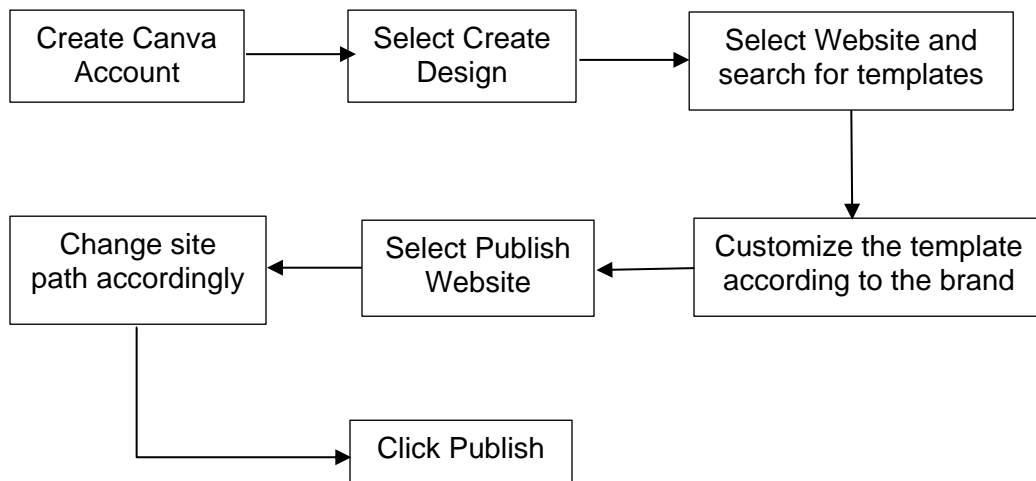 Create Canva
Account
Select Create
Design
Select Website and
search for templates
Customize the template
according to the brand
Select Publish
Website
Change site
path accordingly
Click Publish